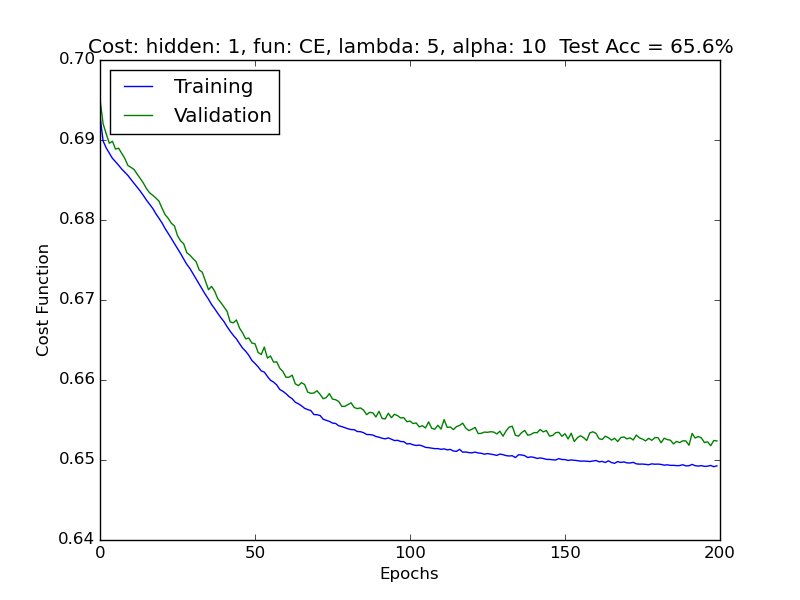 Cost: hidden: 1, fun: CE, lambda: 5, alpha: 10  Test Acc = 65.6%
Training
Validation
0.70
0.69
0.68
0.67
0.66
0.65
0.64
Cost Function
0
50
100
150
200
Epochs